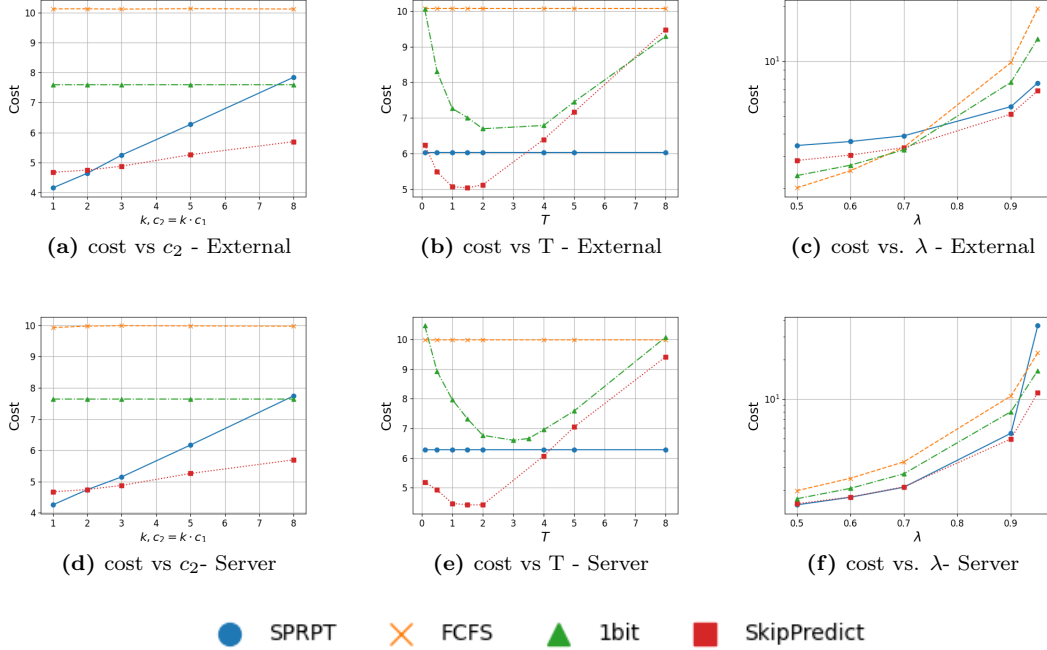 10
9
8
7
6
5
4
Cost
1 2 3 4 5 6 7 8
k, c₂ = k · c₁
(a) cost vs c₂ - External
10
9
8
7
6
5
Cost
0 1 2 3 4 5 6 7 8
T
(b) cost vs T - External
10¹
Cost
0.5 0.6 0.7 0.8 0.9
λ
(c) cost vs. λ - External
10
9
8
7
6
5
4
Cost
1 2 3 4 5 6 7 8
k, c₂ = k · c₁
(d) cost vs c₂- Server
10
9
8
7
6
5
Cost
0 1 2 3 4 5 6 7 8
T
(e) cost vs T - Server
10¹
Cost
0.5 0.6 0.7 0.8 0.9
λ
(f) cost vs. λ- Server
SPRPT FCFS 1bit SkipPredict